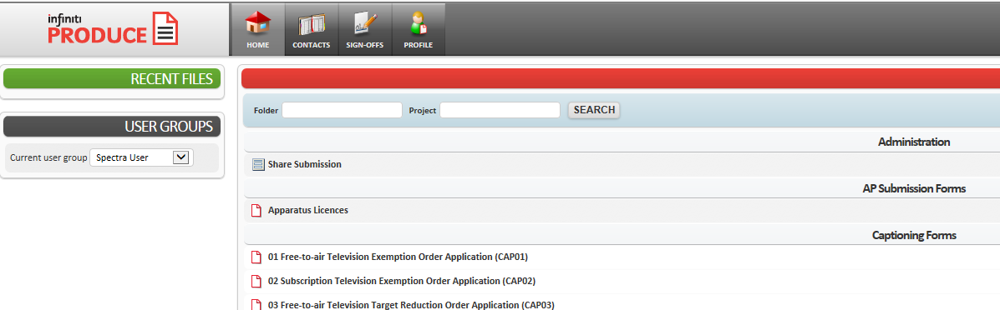 infiniti
PRODUCE
HOME
CONTACTS
SIGN-OFFS
PROFILE
RECENT FILES
USER GROUPS
Current user group Spectra User
Folder
Project
SEARCH
Administration
Share Submission
AP Submission Forms
Apparatus Licences
Captioning Forms
01 Free-to-air Television Exemption Order Application (CAP01)
02 Subscription Television Exemption Order Application (CAP02)
03 Free-to-air Television Target Reduction Order Application (CAP03)